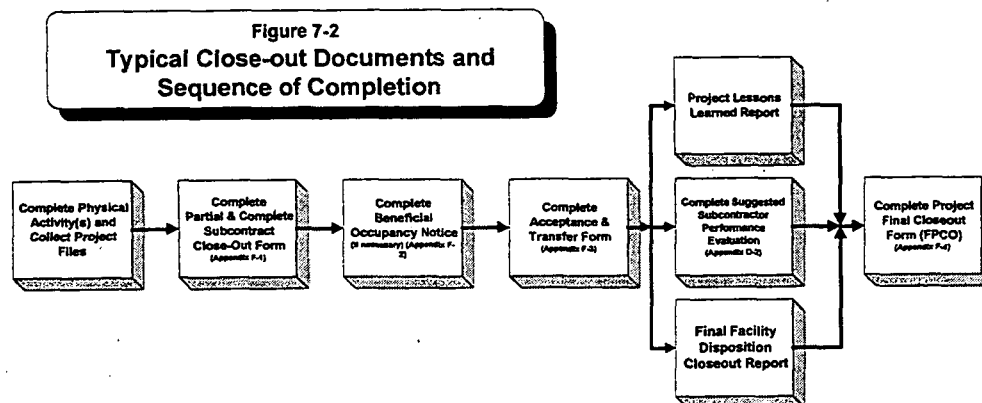 Figure 7-2
Typical Close-out Documents and
Sequence of Completion
Complete Physical
Activity(s) and
Collect Project
Files
Complete
Partial & Complete
Subcontract
Close-Out Form
(Appendix F-1)
Complete
Beneficial
Occupancy Notice
(If necessary) (Appendix F-
2)
Complete
Acceptance &
Transfer Form
(Appendix F-3)
Project Lessons
Learned Report
Complete Suggested
Subcontractor
Performance
Evaluation
(Appendix D-2)
Final Facility
Disposition
Closeout Report
Complete Project
Final Closeout
Form (FPCO)
(Appendix F-4)